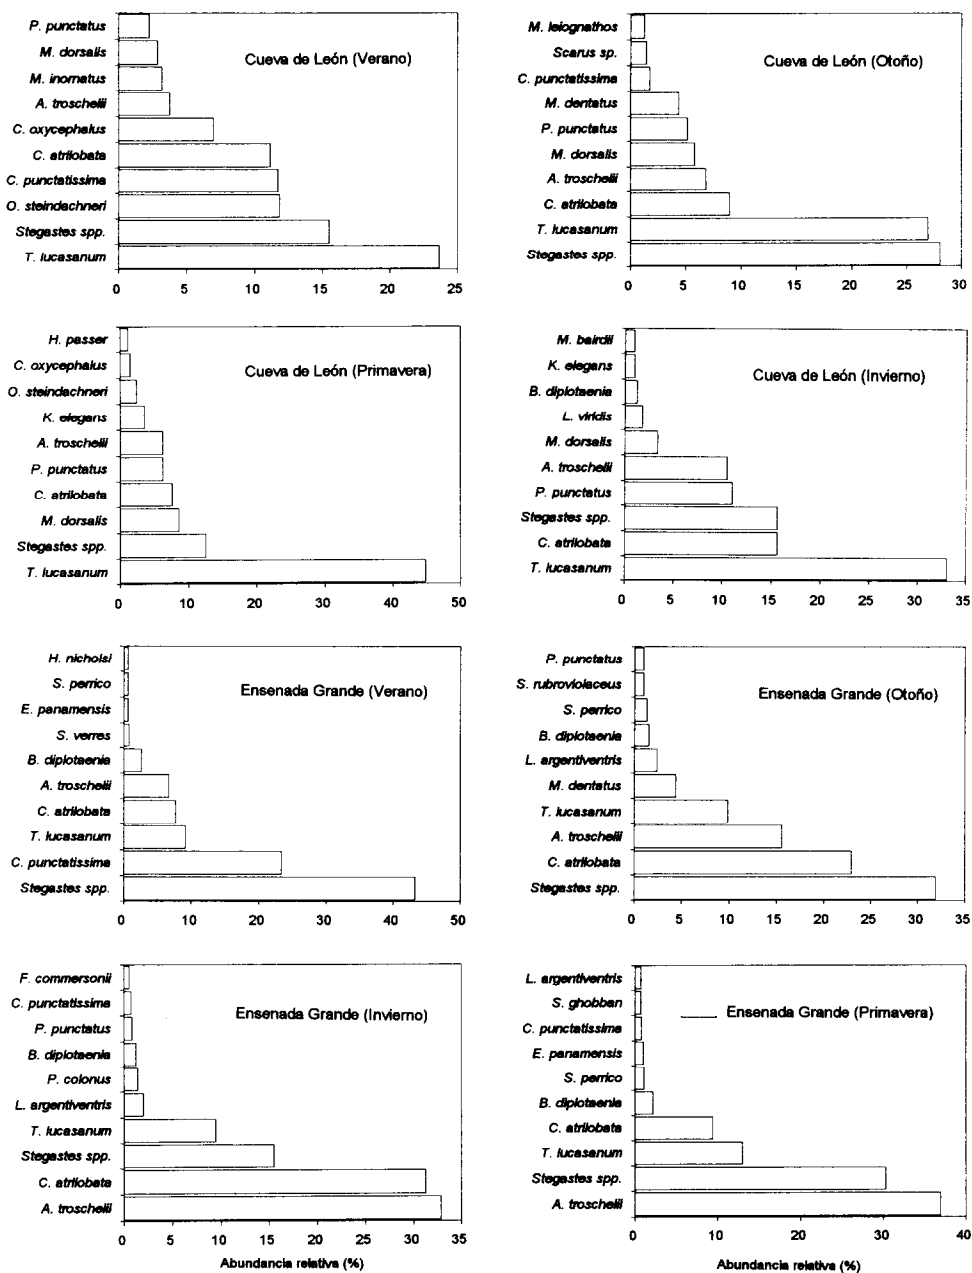 Cueva de León (Verano)
P. punctatus
M. dorsalis
M. inornatus
A. troschelii
C. oxycephalus
C. atrilobata
C. punctatissima
O. steindachneri
Stegastes spp.
T. lucasanum
0 5 10 15 20 25
Cueva de León (Otoño)
M. leiognathos
Scarus sp.
C. punctatissima
M. dentatus
P. punctatus
M. dorsalis
A. troschelii
C. atrilobata
T. lucasanum
Stegastes spp.
0 5 10 15 20 25 30
Cueva de León (Primavera)
H. passer
C. oxycephalus
O. steindachneri
K. elegans
A. troschelii
P. punctatus
C. atrilobata
M. dorsalis
Stegastes spp.
T. lucasanum
0 10 20 30 40 50
Cueva de León (Invierno)
M. bairdii
K. elegans
B. diplotaenia
L. viridis
M. dorsalis
A. troschelii
P. punctatus
Stegastes spp.
C. atrilobata
T. lucasanum
0 5 10 15 20 25 30 35
Ensenada Grande (Verano)
H. nicholsi
S. perrico
E. panamensis
S. verres
B. diplotaenia
A. troschelii
C. atrilobata
T. lucasanum
C. punctatissima
Stegastes spp.
0 10 20 30 40 50
Ensenada Grande (Otoño)
P. punctatus
S. rubroviolaceus
S. perrico
B. diplotaenia
L. argentiventris
M. dentatus
T. lucasanum
A. troschelii
C. atrilobata
Stegastes spp.
0 5 10 15 20 25 30 35
Ensenada Grande (Invierno)
F. commersonii
C. punctatissima
P. punctatus
B. diplotaenia
P. colonus
L. argentiventris
T. lucasanum
Stegastes spp.
C. atrilobata
A. troschelii
0 5 10 15 20 25 30 35
Abundancia relativa (%)
Ensenada Grande (Primavera)
L. argentiventris
S. ghobban
C. punctatissima
E. panamensis
S. perrico
B. diplotaenia
C. atrilobata
T. lucasanum
Stegastes spp.
A. troschelii
0 10 20 30 40
Abundancia relativa (%)